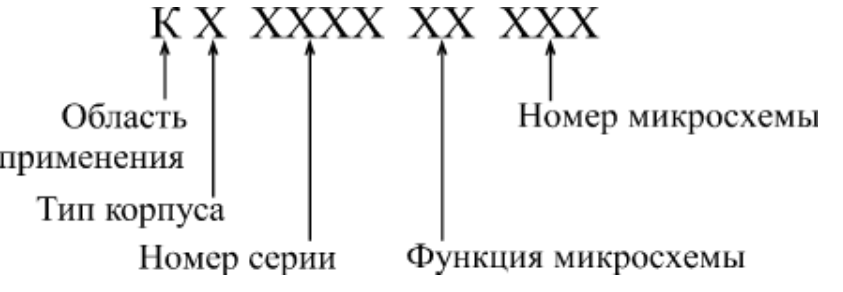 К Х ХХХХ ХХ ХХХ
Область
применения
Номер микросхемы
Тип корпуса
Номер серии
Функция микросхемы